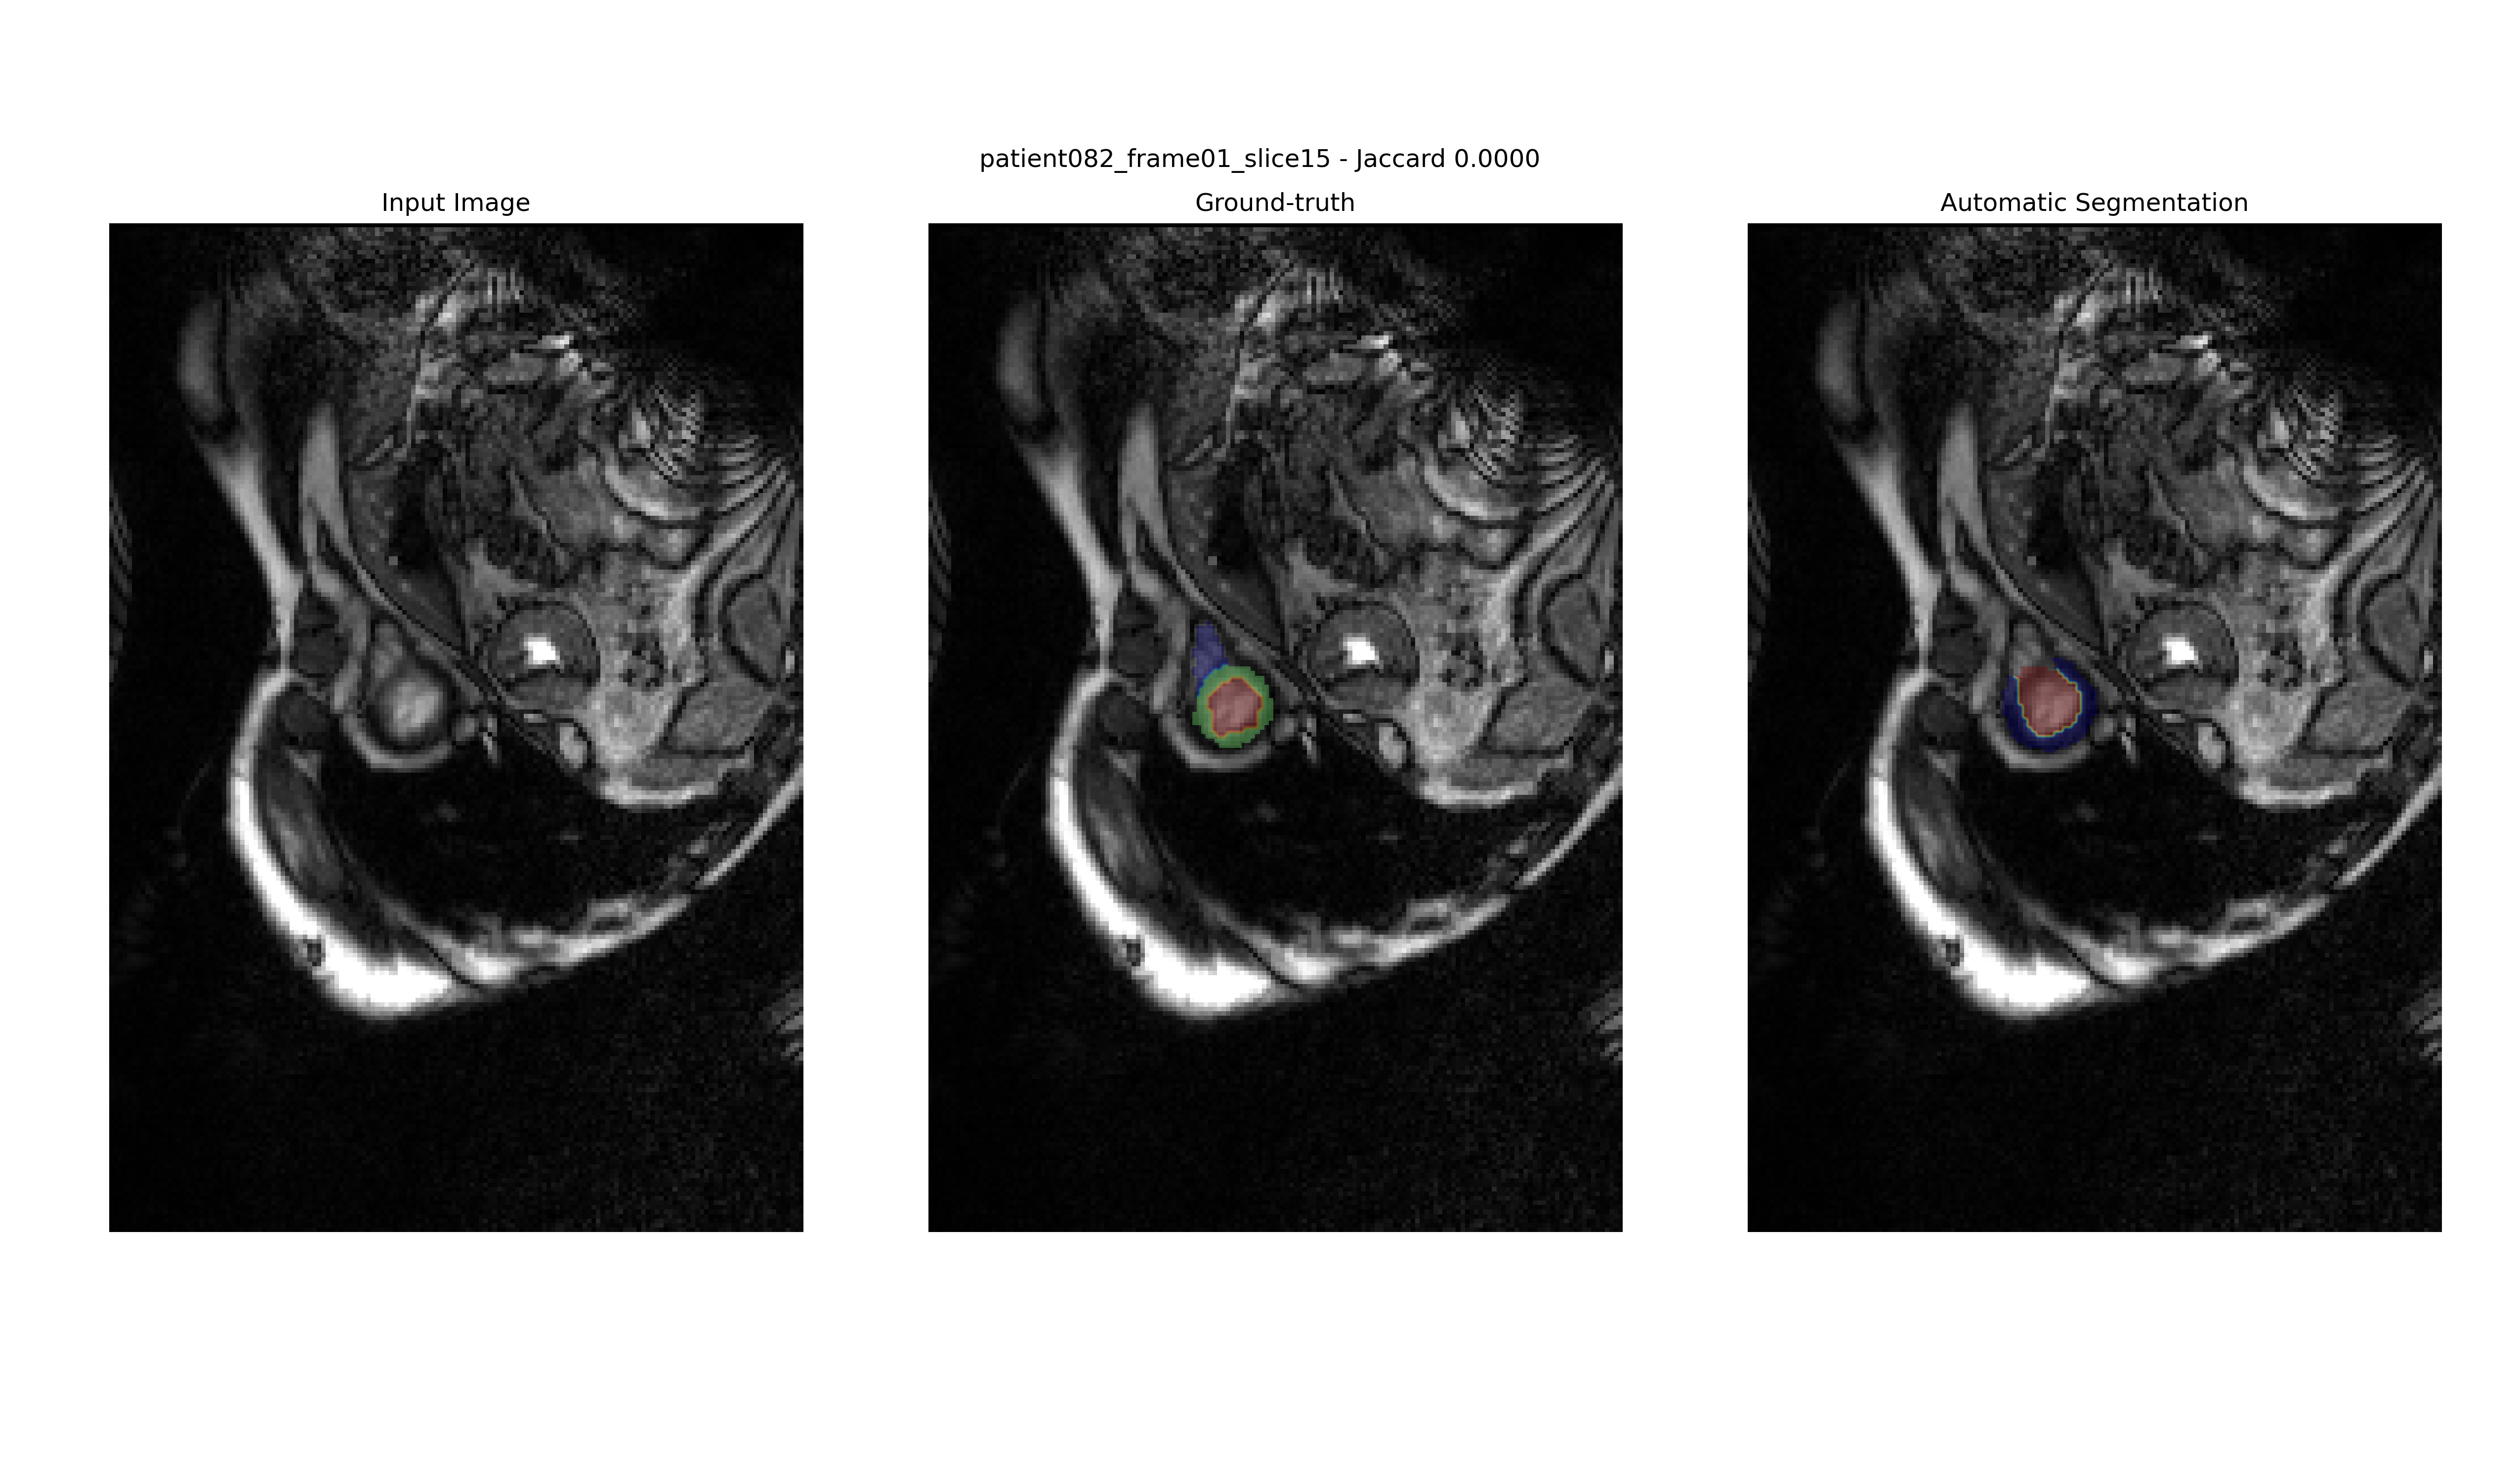 patient082_frame01_slice15 - Jaccard 0.0000
Input Image
Ground-truth
Automatic Segmentation